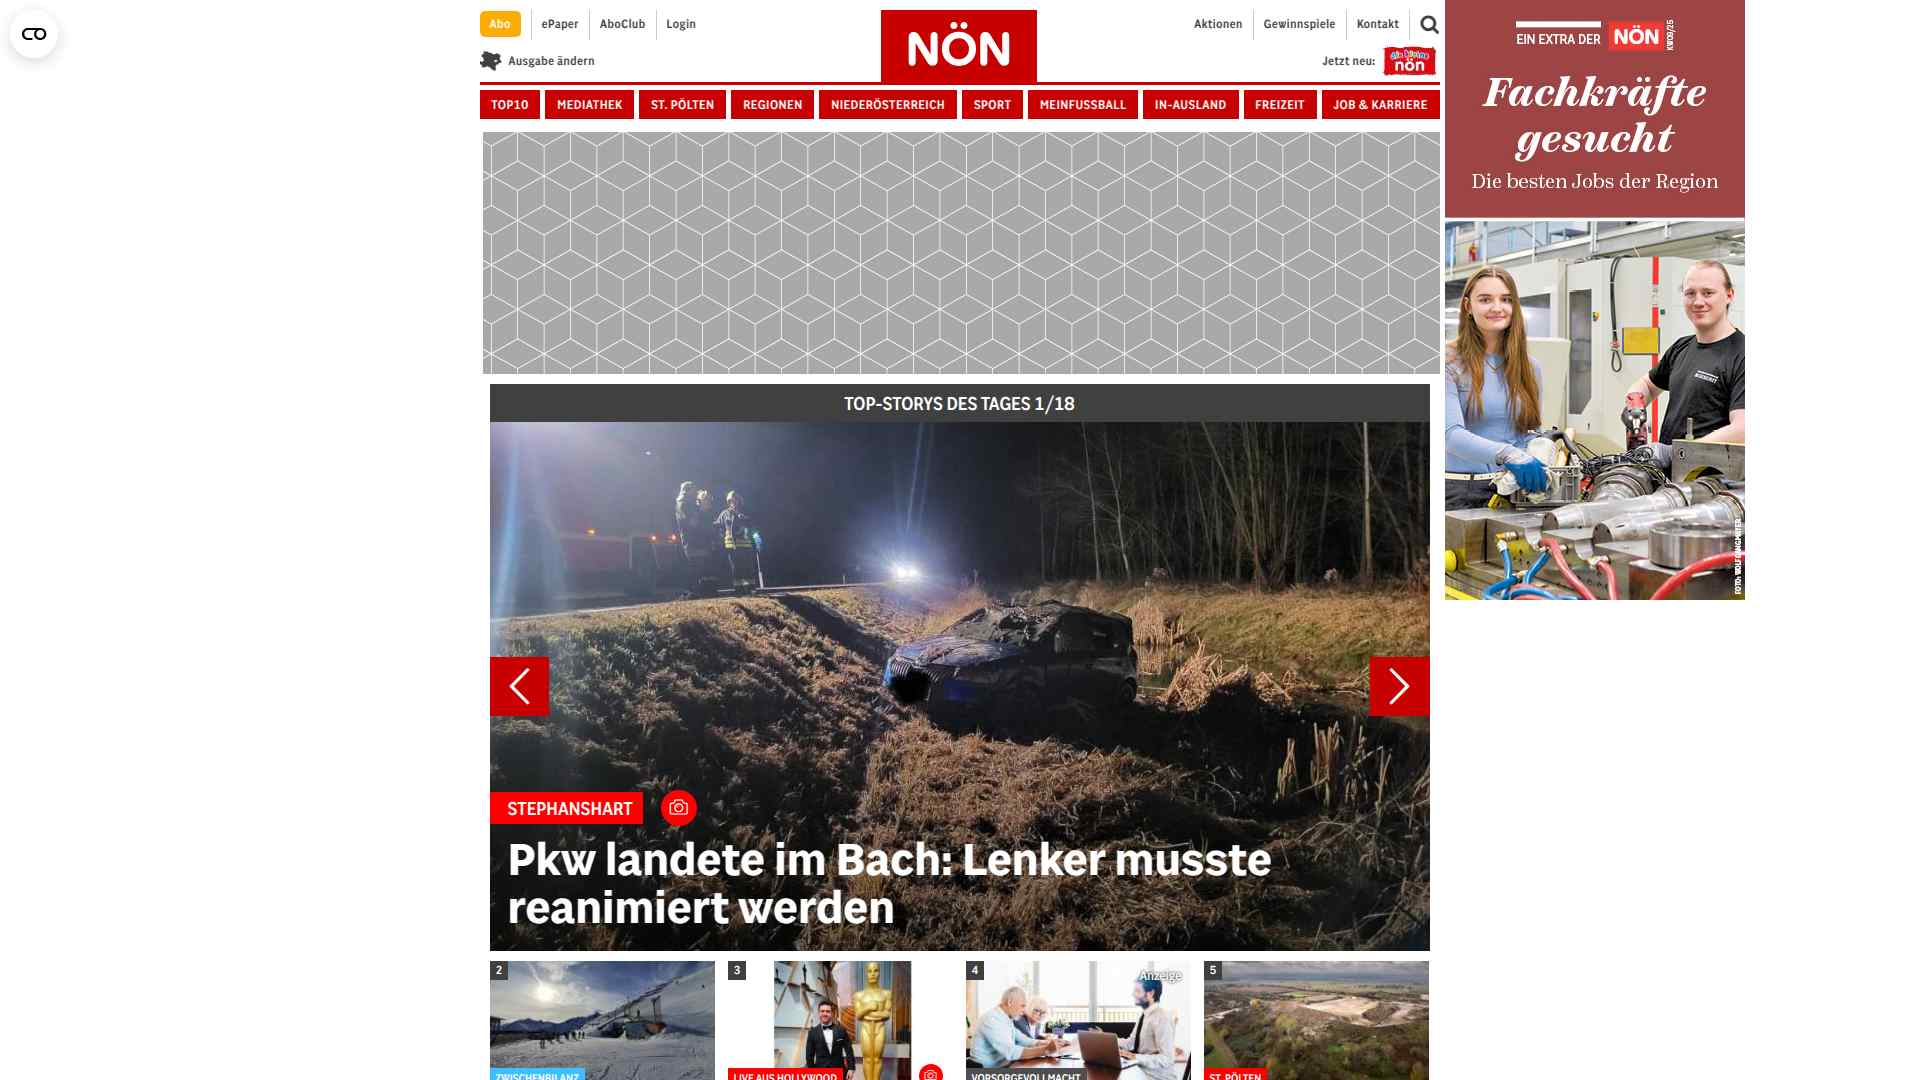 Abo
ePaper
AboClub
Login
NÖN
Aktionen
Gewinnspiele
Kontakt
Ausgabe ändern
Jetzt neu:
die kleine
nön
TOP10
MEDIATHEK
ST. PÖLTEN
REGIONEN
NIEDERÖSTERREICH
SPORT
MEINFUSSBALL
IN-AUSLAND
FREIZEIT
JOB & KARRIERE
EIN EXTRA DER NÖN
KW09/25
Fachkräfte
gesucht
Die besten Jobs der Region
TOP-STORYS DES TAGES 1/18
STEPHANSHART
Pkw landete im Bach: Lenker musste
reanimiert werden
2
ZWISCHENBILANZ
3
LIVE AUS HOLLYWOOD
4
Anzeige
VORSORGEVOLLMACHT
5
ST. PÖLTEN